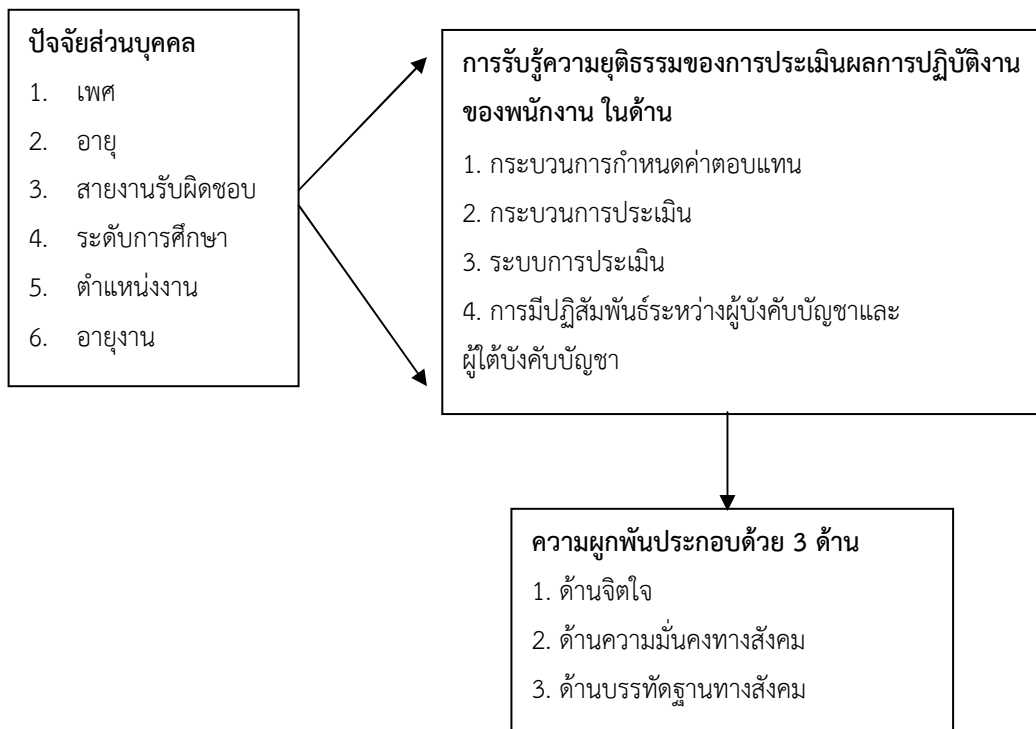 ปัจจัยส่วนบุคคล
1. เพศ
2. อายุ
3. สายงานรับผิดชอบ
4. ระดับการศึกษา
5. ตำแหน่งงาน
6. อายุงาน
การรับรู้ความยุติธรรมของการประเมินผลการปฏิบัติงาน
ของพนักงาน ในด้าน
1. กระบวนการกำหนดค่าตอบแทน
2. กระบวนการประเมิน
3. ระบบการประเมิน
4. การมีปฏิสัมพันธ์ระหว่างผู้บังคับบัญชาและ
ผู้ใต้บังคับบัญชา
ความผูกพันประกอบด้วย 3 ด้าน
1. ด้านจิตใจ
2. ด้านความมั่นคงทางสังคม
3. ด้านบรรทัดฐานทางสังคม